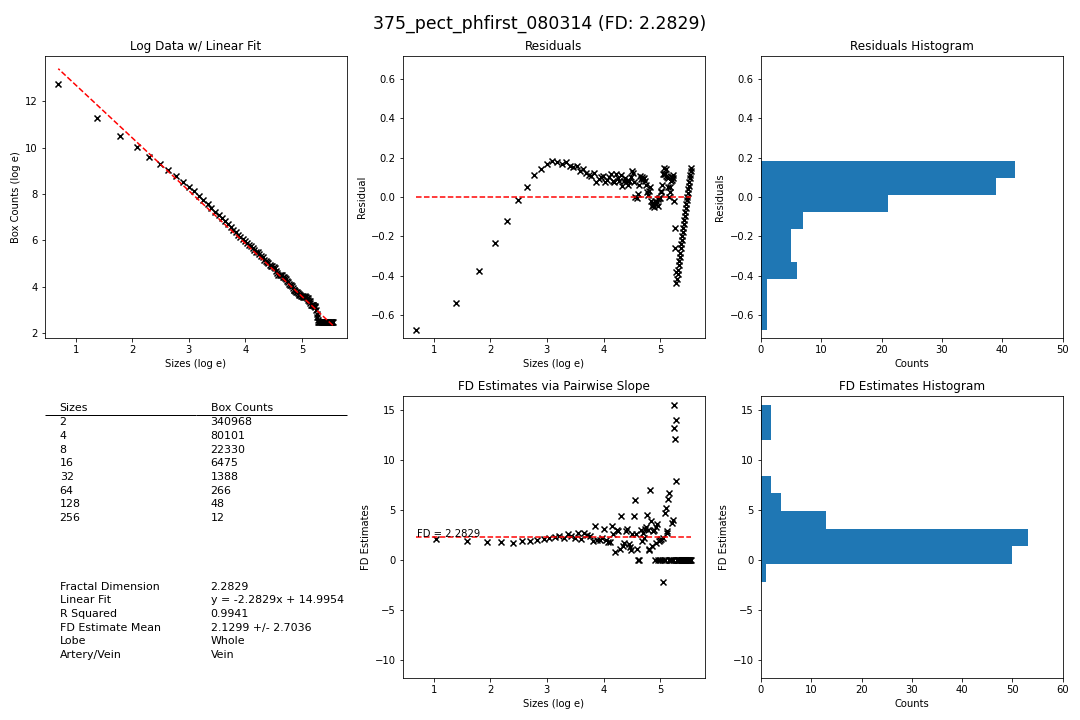 375_pect_phfirst_080314 (FD: 2.2829)
Log Data w/ Linear Fit
Box Counts (log e)
12
10
8
6
4
2
1 2 3 4 5
Sizes (log e)
Residuals
Residual
0.6
0.4
0.2
0.0
−0.2
−0.4
−0.6
1 2 3 4 5
Sizes (log e)
Residuals Histogram
Residuals
0.6
0.4
0.2
0.0
−0.2
−0.4
−0.6
0 10 20 30 40 50
Counts
Sizes Box Counts
2 340968
4 80101
8 22330
16 6475
32 1388
64 266
128 48
256 12
Fractal Dimension 2.2829
Linear Fit y = -2.2829x + 14.9954
R Squared 0.9941
FD Estimate Mean 2.1299 +/- 2.7036
Lobe Whole
Artery/Vein Vein
FD Estimates via Pairwise Slope
FD Estimates
15
10
5
0
−5
−10
FD = 2.2829
1 2 3 4 5
Sizes (log e)
FD Estimates Histogram
FD Estimates
15
10
5
0
−5
−10
0 10 20 30 40 50 60
Counts